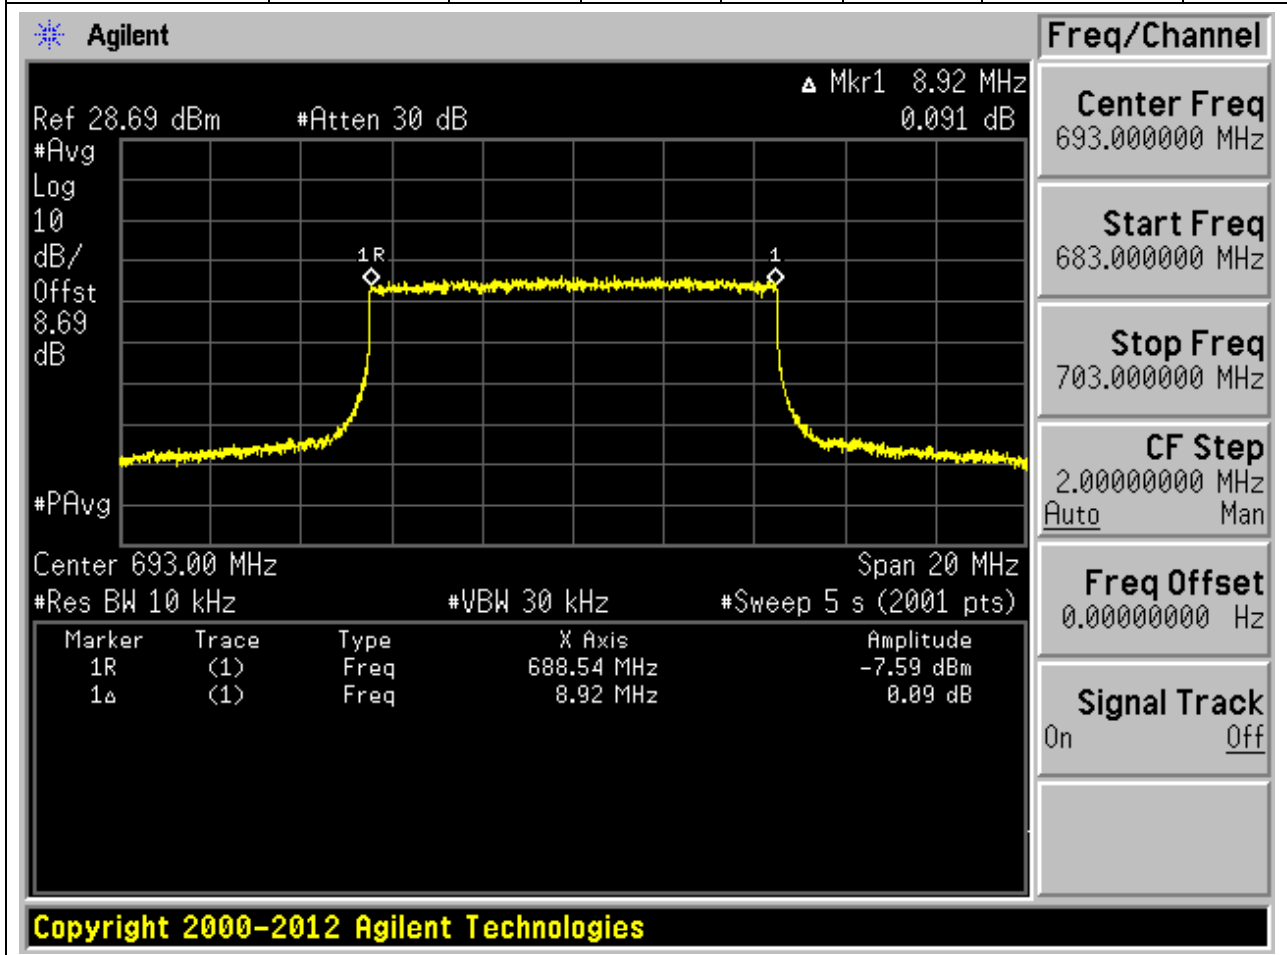 Agilent
Freq/Channel
Δ Mkr1 8.92 MHz
Ref 28.69 dBm #Atten 30 dB 0.091 dB
#Avg
Log
10
dB/
Offst
8.69
dB
1R
1
#PAvg
Center 693.00 MHz Span 20 MHz
#Res BW 10 kHz #VBW 30 kHz #Sweep 5 s (2001 pts)
Marker Trace Type X Axis Amplitude
1R (1) Freq 688.54 MHz -7.59 dBm
1Δ (1) Freq 8.92 MHz 0.09 dB
Center Freq
693.000000 MHz
Start Freq
683.000000 MHz
Stop Freq
703.000000 MHz
CF Step
2.00000000 MHz
Auto Man
Freq Offset
0.00000000 Hz
Signal Track
On Off
Copyright 2000-2012 Agilent Technologies